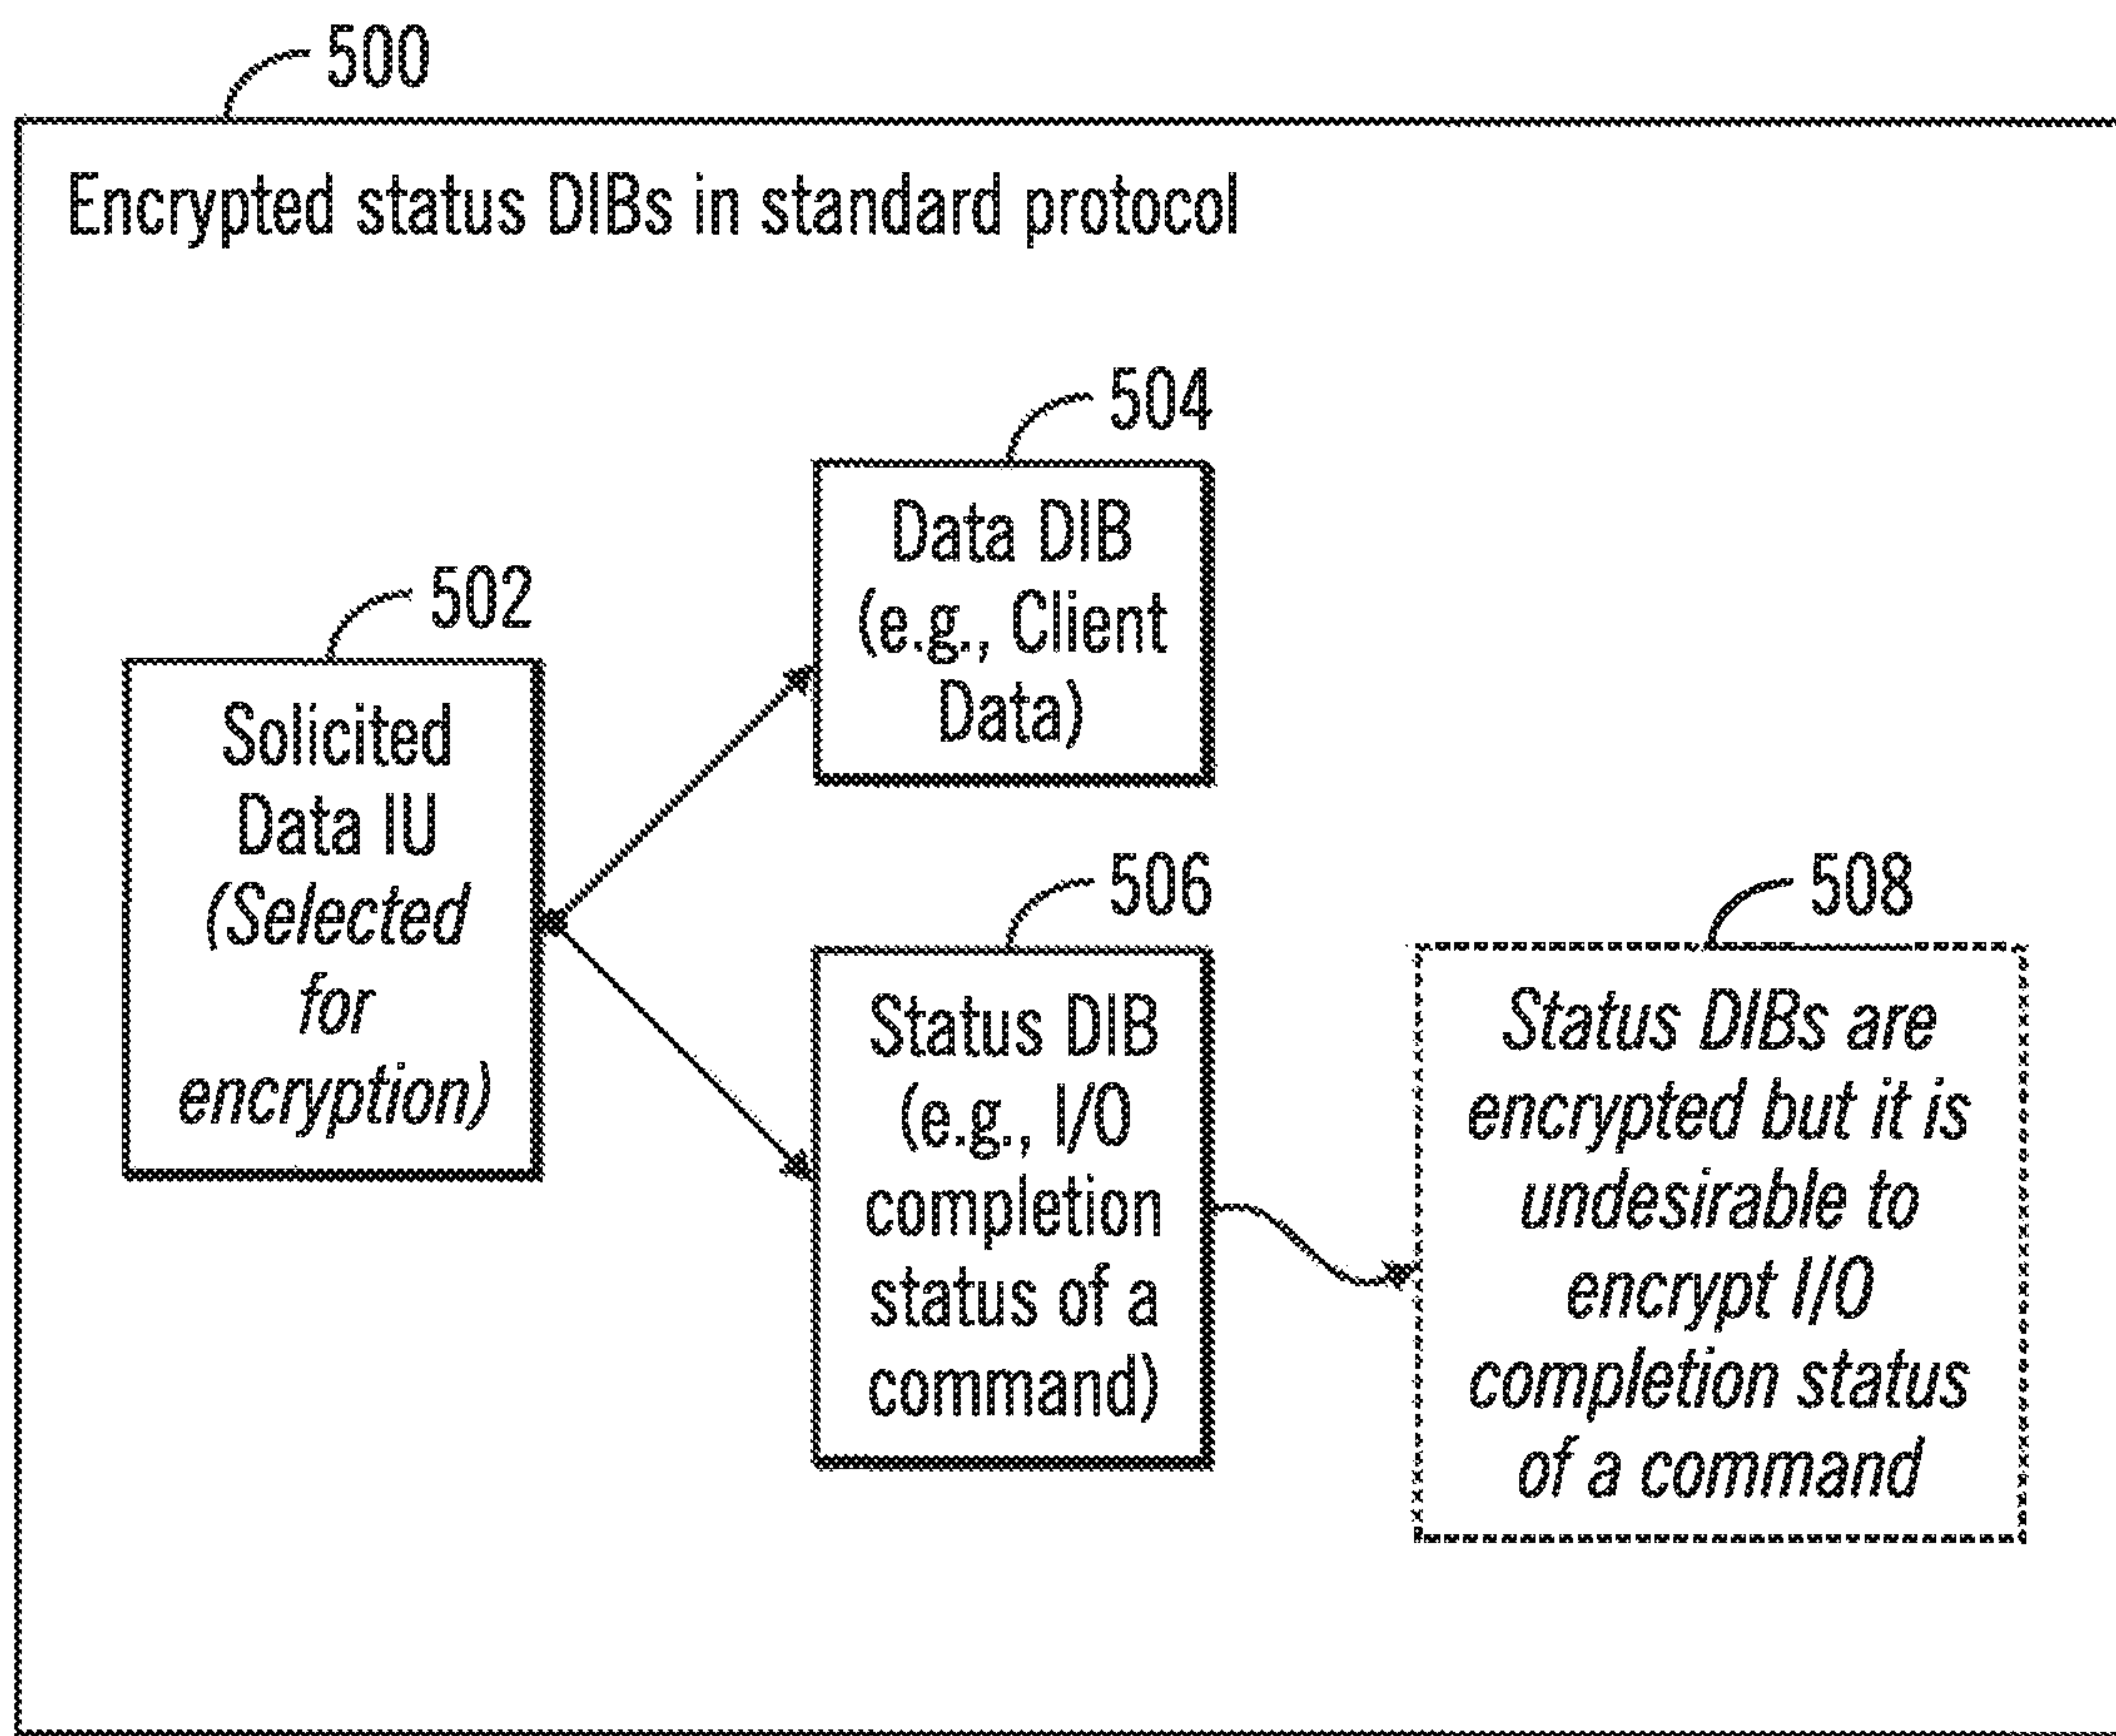 500
Encrypted status DIBs in standard protocol
504
Data DIB
(e.g., Client
Data)
502
Solicited
Data IU
(Selected
for
encryption)
506
Status DIB
(e.g., I/O
completion
status of a
command)
508
Status DIBs are
encrypted but it is
undesirable to
encrypt I/O
completion status
of a command